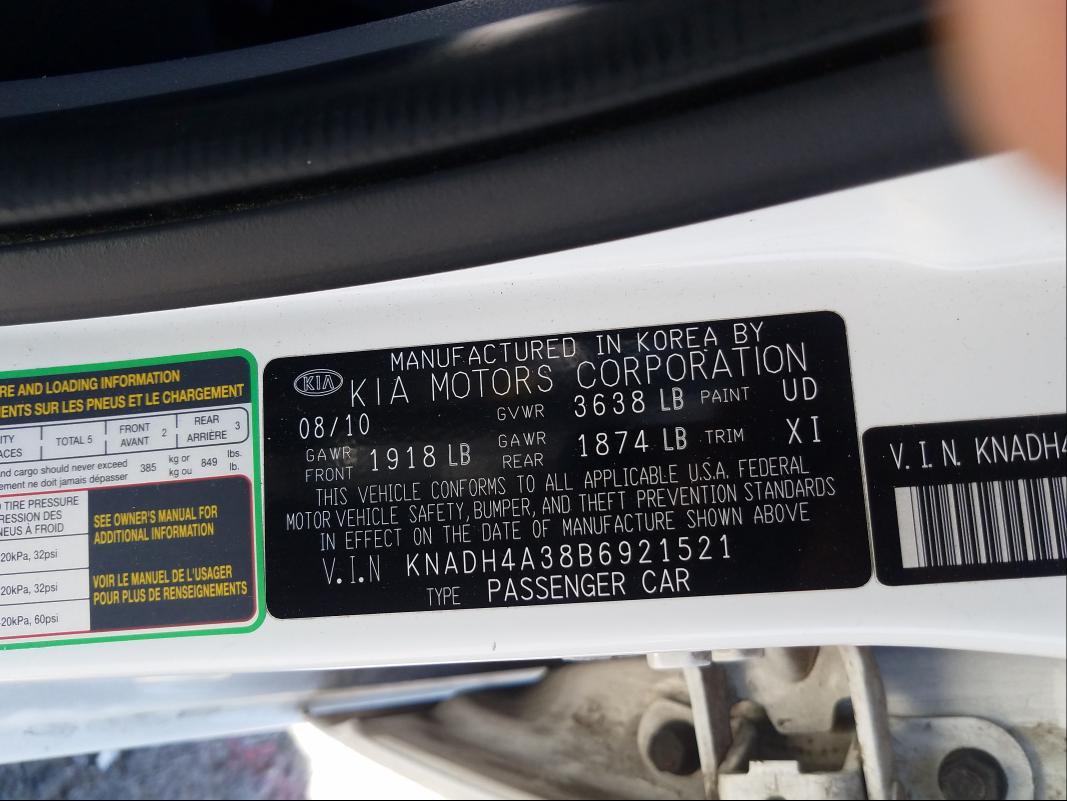 RE AND LOADING INFORMATION
MENTS SUR LES PNEUS ET LE CHARGEMENT
TOTAL 5
FRONT
AVANT 2
REAR
ARRIÈRE 3
and cargo should never exceed
ement ne doit jamais dépasser
385 kg or
kg ou
849 lbs.
lb.
TIRE PRESSURE
RESSION DES
NEUS À FROID
20kPa, 32psi
20kPa, 32psi
20kPa, 60psi
SEE OWNER'S MANUAL FOR
ADDITIONAL INFORMATION
VOIR LE MANUEL DE L'USAGER
POUR PLUS DE RENSEIGNEMENTS
MANUFACTURED IN KOREA BY
KIA KIA MOTORS CORPORATION
08/10 GVWR 3638 LB PAINT UD
GAWR FRONT 1918 LB GAWR REAR 1874 LB TRIM XI
THIS VEHICLE CONFORMS TO ALL APPLICABLE U.S.A. FEDERAL
MOTOR VEHICLE SAFETY, BUMPER, AND THEFT PREVENTION STANDARDS
IN EFFECT ON THE DATE OF MANUFACTURE SHOWN ABOVE
V.I.N KNADH4A38B6921521
TYPE PASSENGER CAR
V.I.N. KNADH4